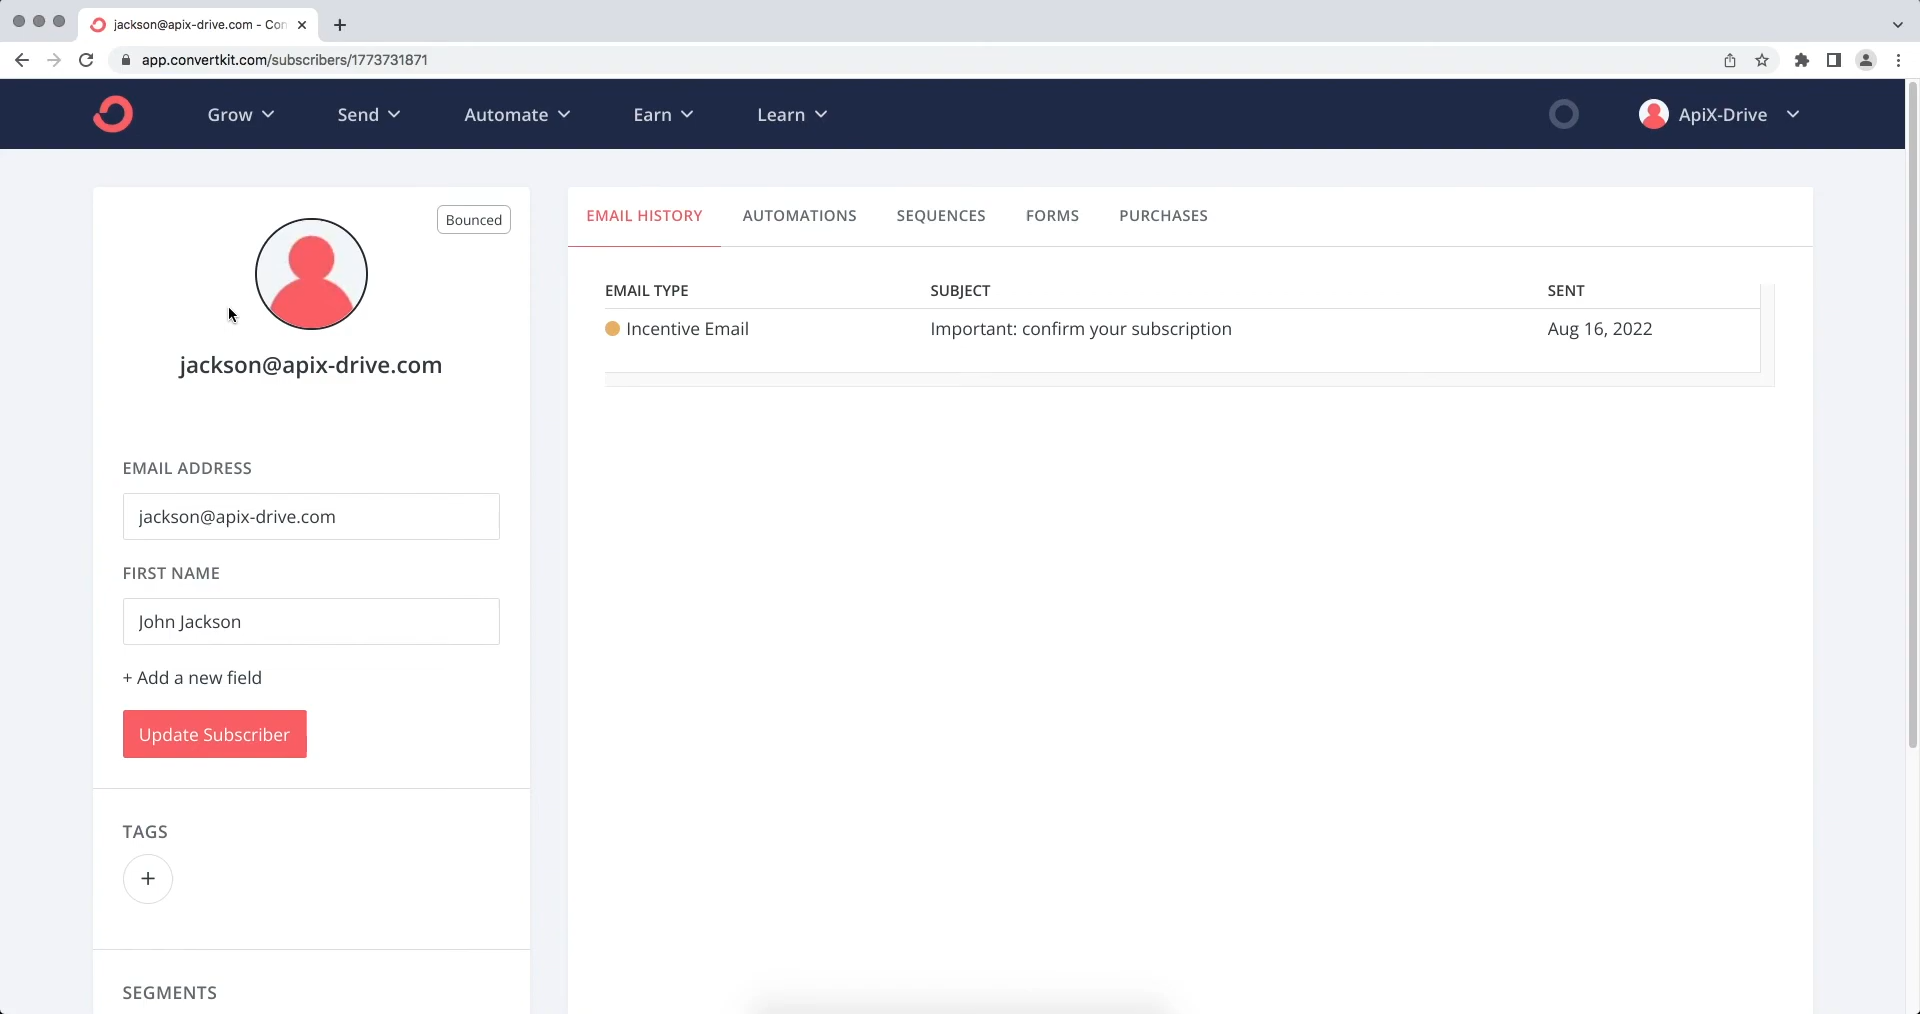 jackson@apix-drive.com - Con
app.convertkit.com/subscribers/1773731871
Grow
Send
Automate
Earn
Learn
ApiX-Drive
Bounced
jackson@apix-drive.com
EMAIL ADDRESS
jackson@apix-drive.com
FIRST NAME
John Jackson
+ Add a new field
Update Subscriber
TAGS
+
SEGMENTS
EMAIL HISTORY AUTOMATIONS SEQUENCES FORMS PURCHASES
EMAIL TYPE SUBJECT SENT
Incentive Email Important: confirm your subscription Aug 16, 2022